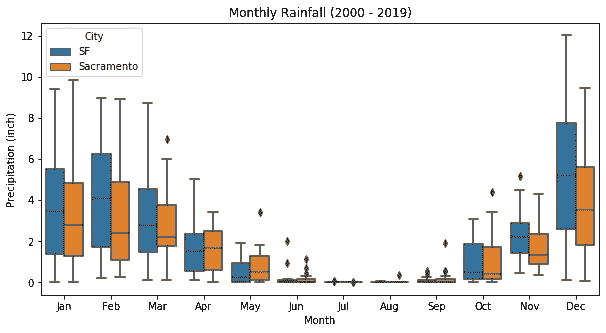 Monthly Rainfall (2000 - 2019)
City
SF
Sacramento
Precipitation (inch)
12
10
8
6
4
2
0
Jan Feb Mar Apr May Jun Jul Aug Sep Oct Nov Dec
Month